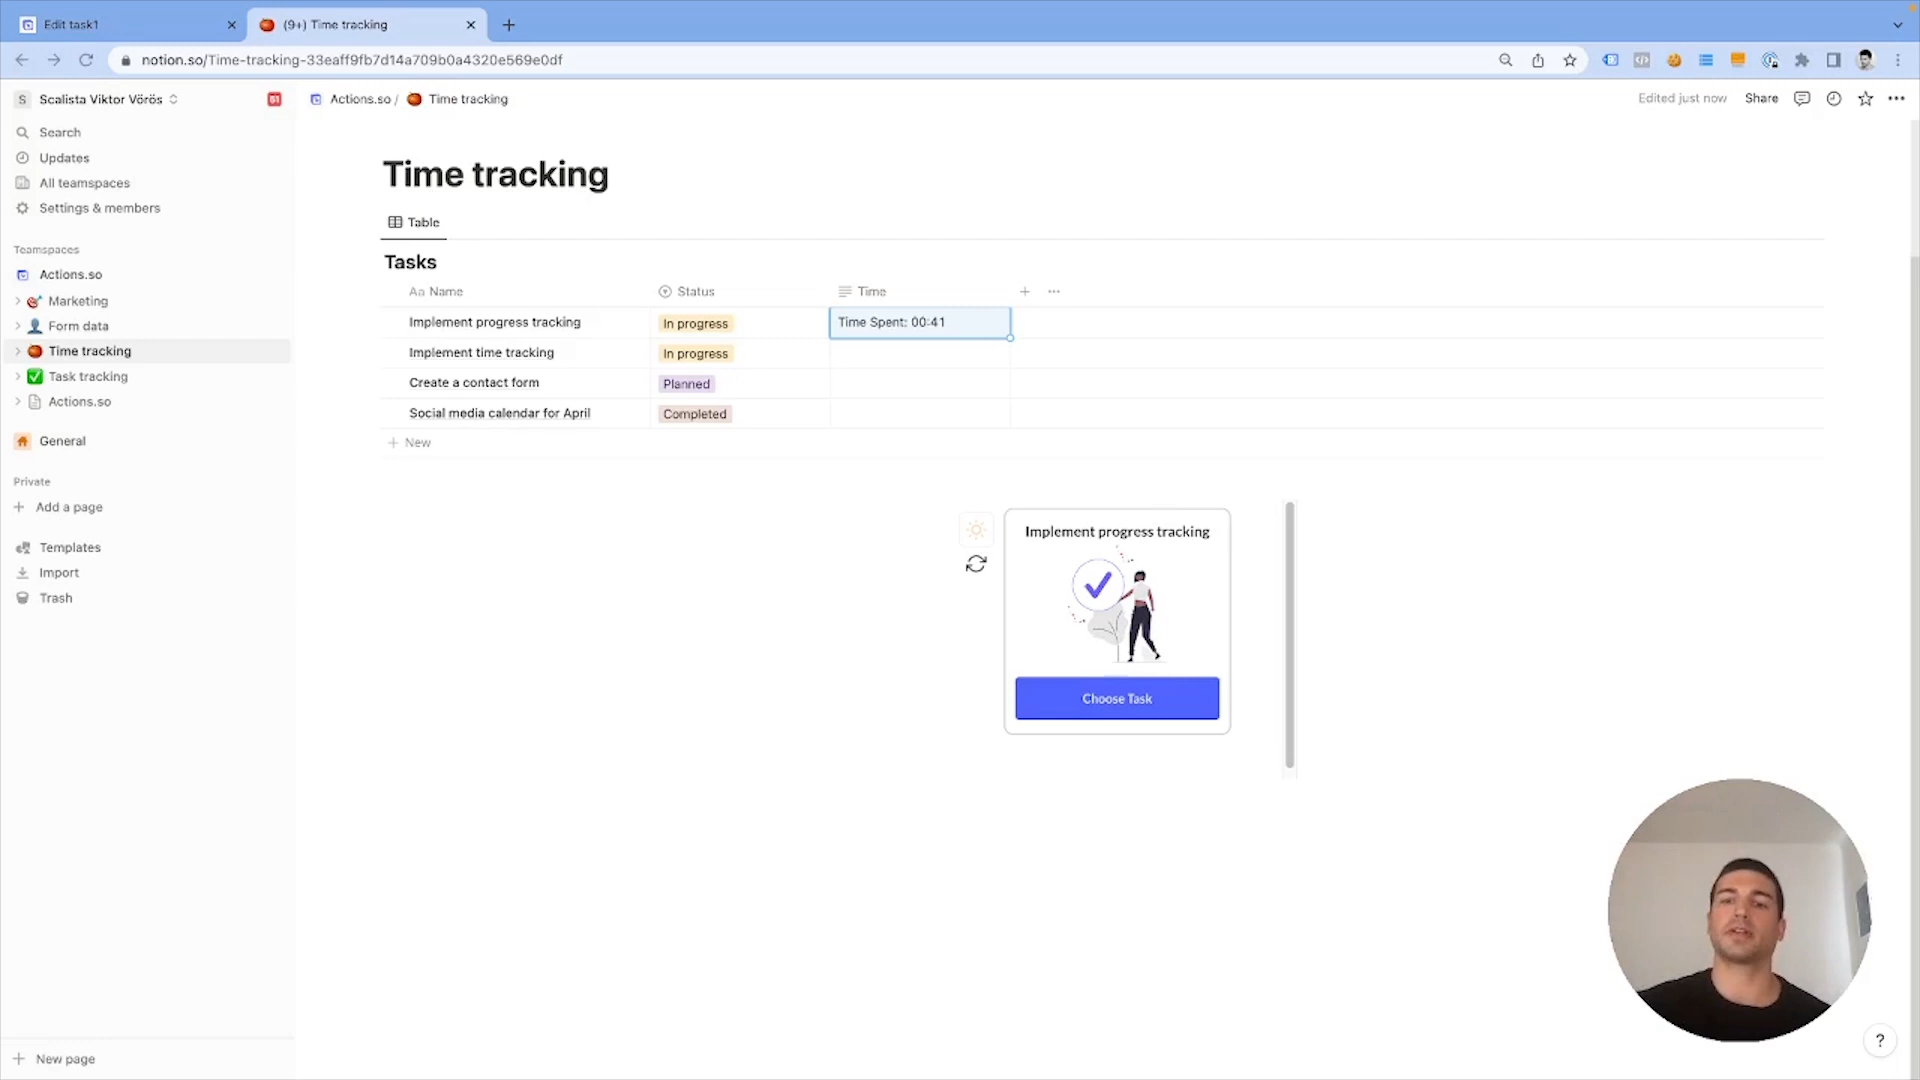 Edit task1
(9+) Time tracking
notion.so/Time-tracking-33eaff9fb7d14a709b0a4320e569e0df
S Scalista Viktor Vörös
Actions.so / Time tracking
Edited just now Share
Search
Updates
All teamspaces
Settings & members
Teamspaces
Actions.so
Marketing
Form data
Time tracking
Task tracking
Actions.so
General
Private
Add a page
Templates
Import
Trash
New page
Time tracking
Table
Tasks
Aa Name Status Time
Implement progress tracking In progress Time Spent: 00:41
Implement time tracking In progress
Create a contact form Planned
Social media calendar for April Completed
New
Implement progress tracking
Choose Task
?